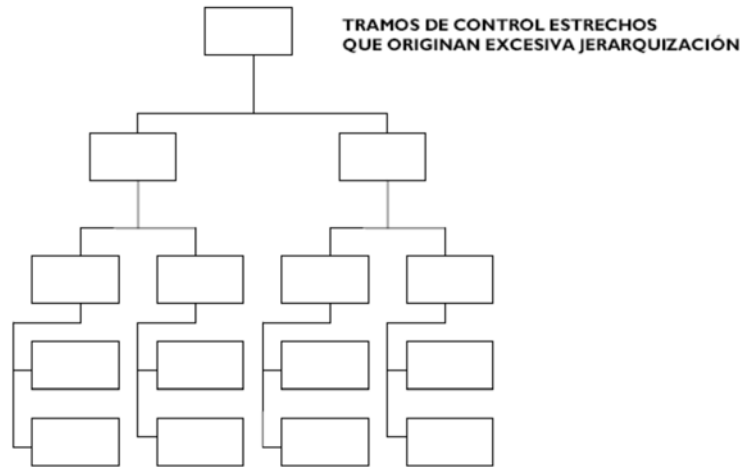 TRAMOS DE CONTROL ESTRECHOS
QUE ORIGINAN EXCESIVA JERARQUIZACIÓN